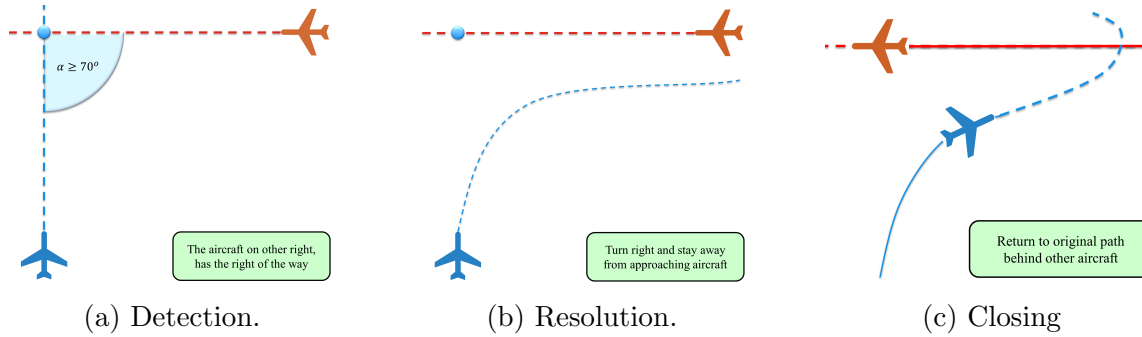 α ≥ 70°
The aircraft on other right,
has the right of the way
Turn right and stay away
from approaching aircraft
Return to original path
behind other aircraft
(a) Detection.
(b) Resolution.
(c) Closing